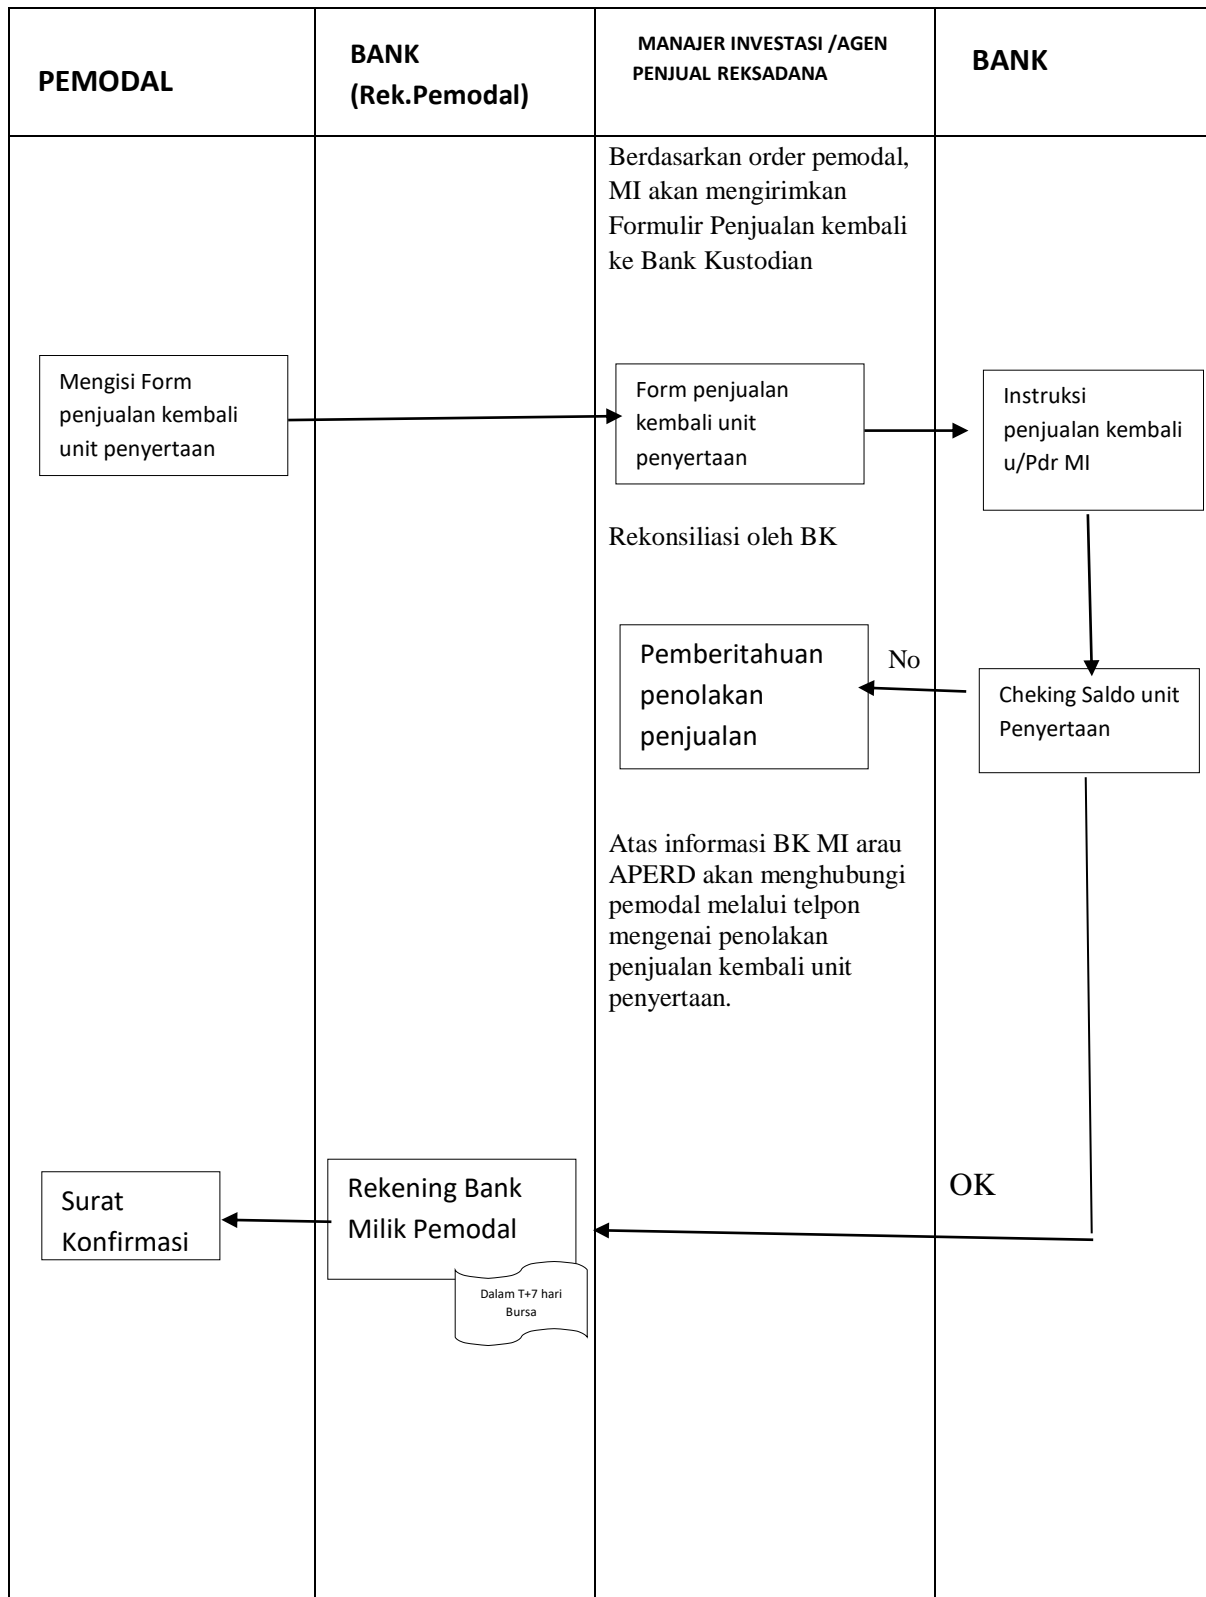 PEMODAL
BANK
(Rek.Pemodal)
MANAJER INVESTASI /AGEN
PENJUAL REKSADANA
BANK
Berdasarkan order pemodal,
MI akan mengirimkan
Formulir Penjualan kembali
ke Bank Kustodian
Mengisi Form
penjualan kembali
unit penyertaan
Form penjualan
kembali unit
penyertaan
Instruksi
penjualan kembali
u/Pdr MI
Rekonsiliasi oleh BK
Pemberitahuan
penolakan
penjualan
No
Cheking Saldo unit
Penyertaan
Atas informasi BK MI arau
APERD akan menghubungi
pemodal melalui telpon
mengenai penolakan
penjualan kembali unit
penyertaan.
Surat
Konfirmasi
Rekening Bank
Milik Pemodal
OK
Dalam T+7 hari
Bursa